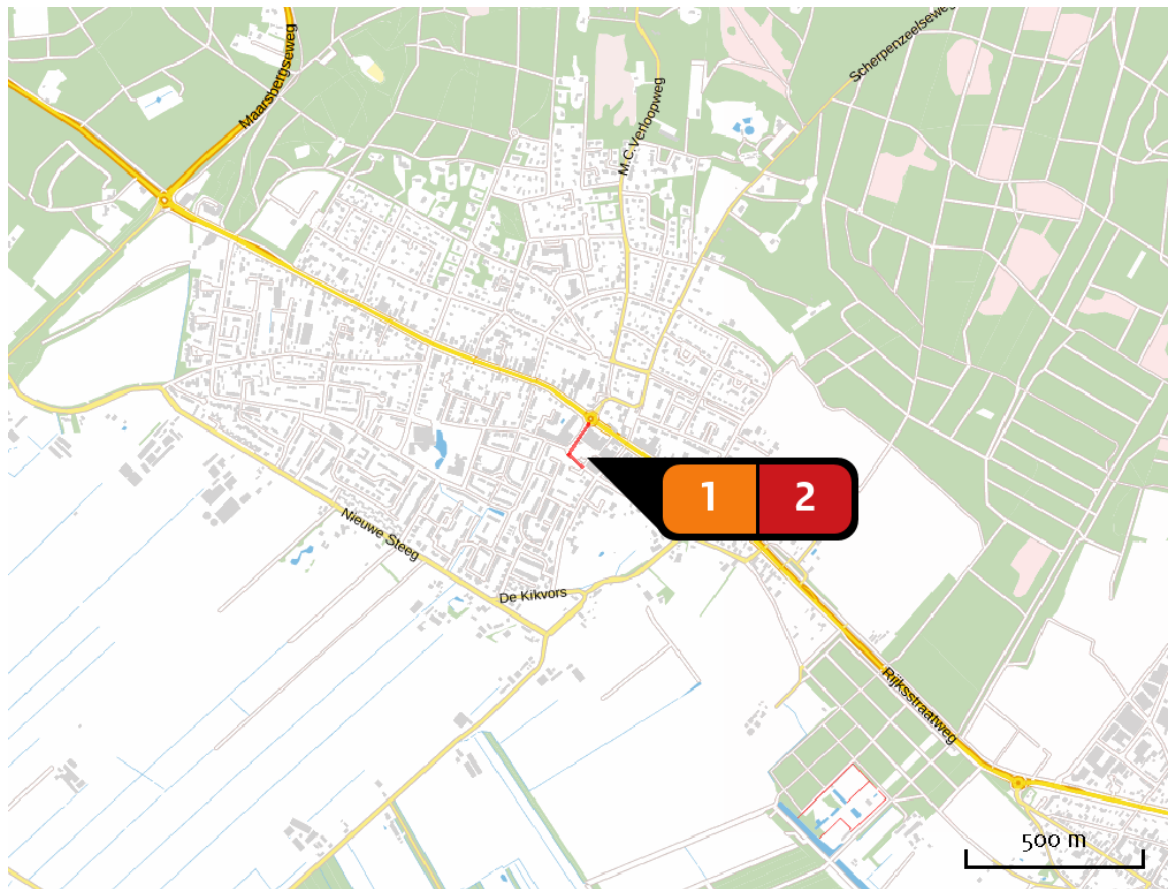 Maarsbergseweg
M.C.Verloopweg
Scherpenzeelseweg
1 2
Nieuwe Steeg
De Kikvors
Rijksstraatweg
500 m